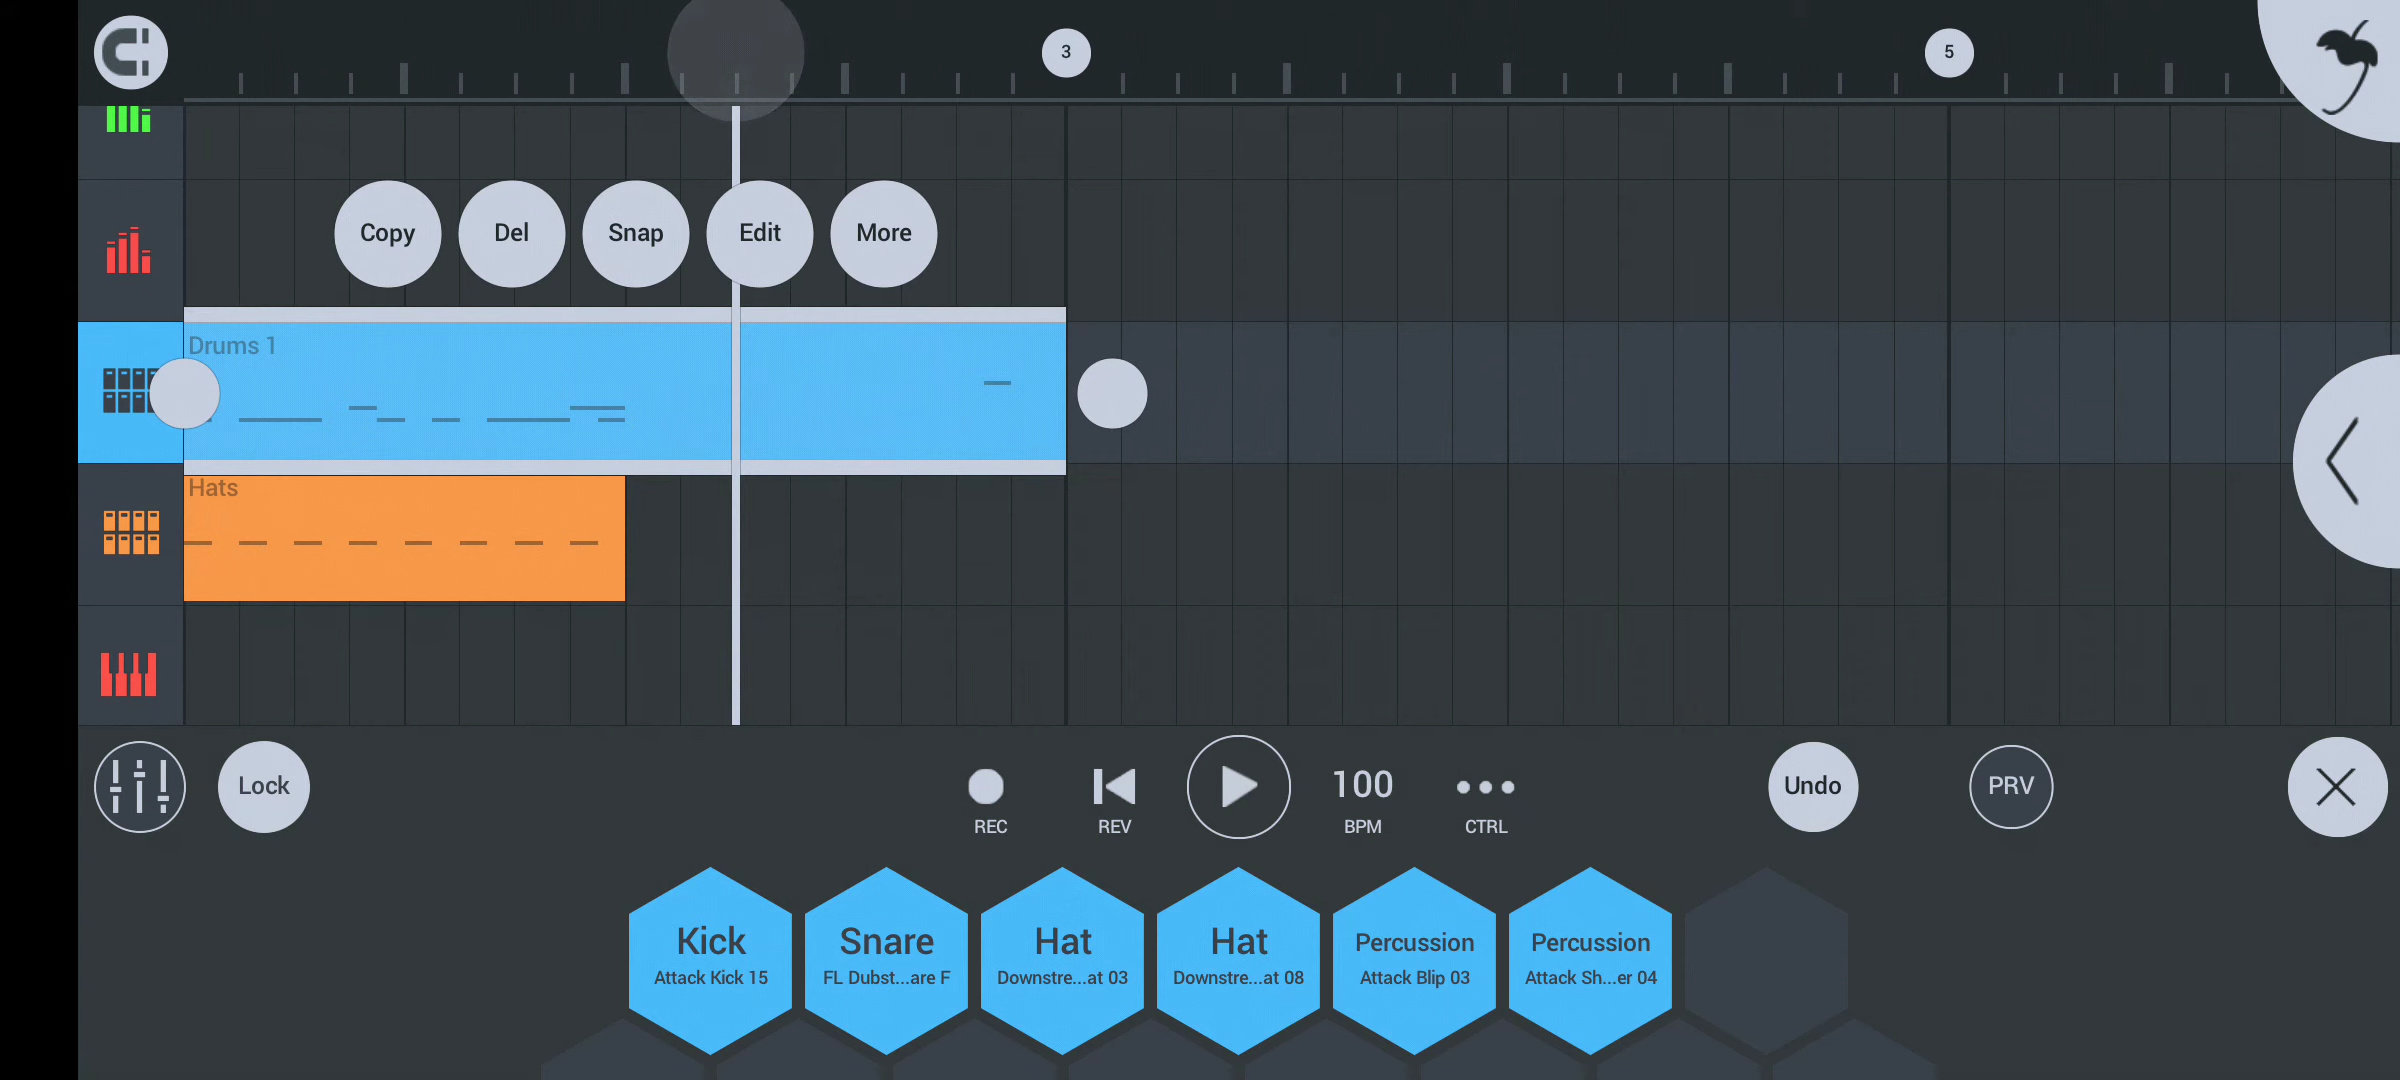 3
5
Copy
Del
Snap
Edit
More
Drums 1
Hats
Lock
REC
REV
100
BPM
CTRL
Undo
PRV
Kick
Attack Kick 15
Snare
FL Dubst...are F
Hat
Downstre...at 03
Hat
Downstre...at 08
Percussion
Attack Blip 03
Percussion
Attack Sh...er 04